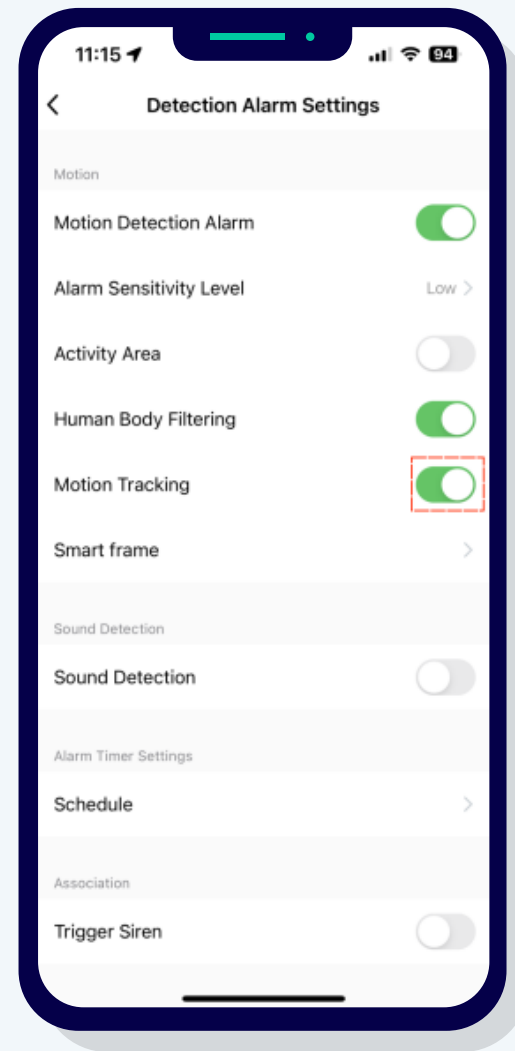 11:15
94
Detection Alarm Settings
Motion
Motion Detection Alarm
Alarm Sensitivity Level Low
Activity Area
Human Body Filtering
Motion Tracking
Smart frame
Sound Detection
Sound Detection
Alarm Timer Settings
Schedule
Association
Trigger Siren